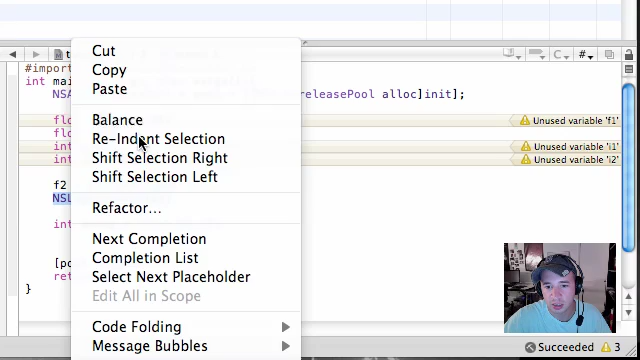 #import
int mai
NSA
releasePool alloc]init];
flo
Unused variable 'f1'
flo
int
Unused variable 'i1'
int
Unused variable 'i2'
f2
NSL
int
[po
ret
}
Cut
Copy
Paste
Balance
Re-Indent Selection
Shift Selection Right
Shift Selection Left
Refactor...
Next Completion
Completion List
Select Next Placeholder
Edit All in Scope
Code Folding
Message Bubbles
Succeeded 3